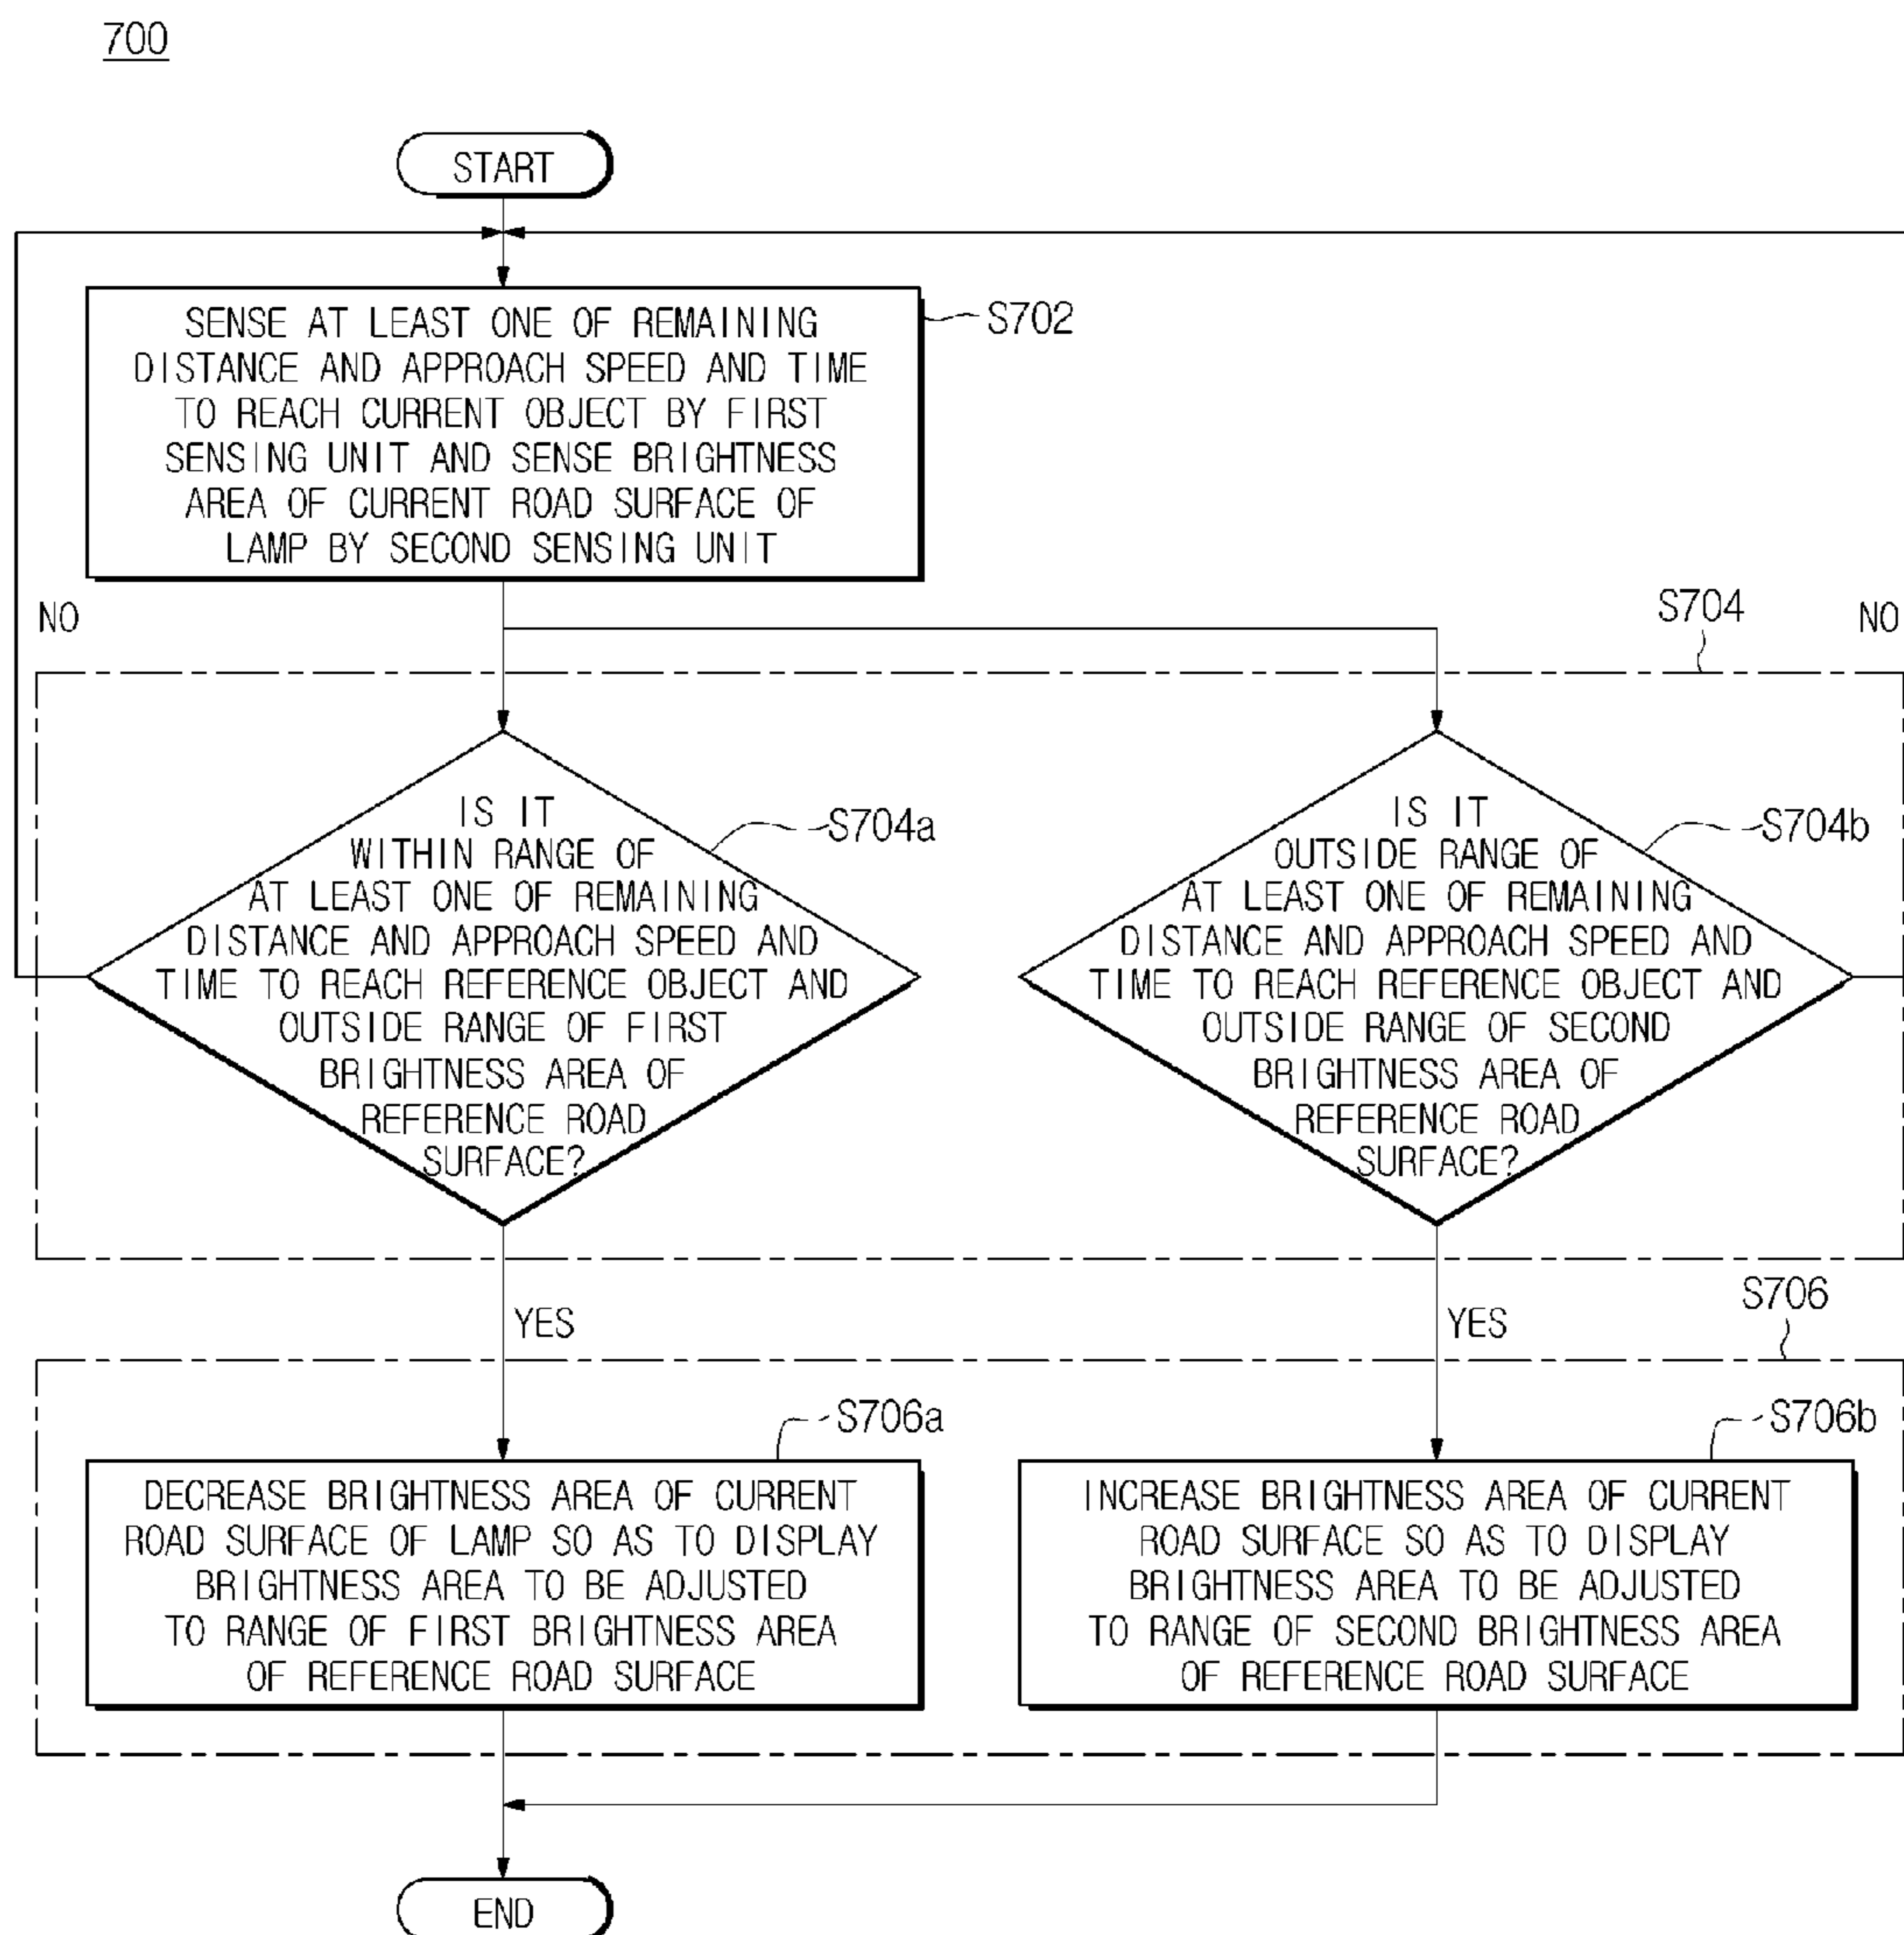 700
START
SENSE AT LEAST ONE OF REMAINING
DISTANCE AND APPROACH SPEED AND TIME
TO REACH CURRENT OBJECT BY FIRST
SENSING UNIT AND SENSE BRIGHTNESS
AREA OF CURRENT ROAD SURFACE OF
LAMP BY SECOND SENSING UNIT
S702
NO
S704
NO
IS IT
WITHIN RANGE OF
AT LEAST ONE OF REMAINING
DISTANCE AND APPROACH SPEED AND
TIME TO REACH REFERENCE OBJECT AND
OUTSIDE RANGE OF FIRST
BRIGHTNESS AREA OF
REFERENCE ROAD
SURFACE?
S704a
IS IT
OUTSIDE RANGE OF
AT LEAST ONE OF REMAINING
DISTANCE AND APPROACH SPEED AND
TIME TO REACH REFERENCE OBJECT AND
OUTSIDE RANGE OF SECOND
BRIGHTNESS AREA OF
REFERENCE ROAD
SURFACE?
S704b
YES
YES
S706
S706a
DECREASE BRIGHTNESS AREA OF CURRENT
ROAD SURFACE OF LAMP SO AS TO DISPLAY
BRIGHTNESS AREA TO BE ADJUSTED
TO RANGE OF FIRST BRIGHTNESS AREA
OF REFERENCE ROAD SURFACE
S706b
INCREASE BRIGHTNESS AREA OF CURRENT
ROAD SURFACE SO AS TO DISPLAY
BRIGHTNESS AREA TO BE ADJUSTED
TO RANGE OF SECOND BRIGHTNESS AREA
OF REFERENCE ROAD SURFACE
END